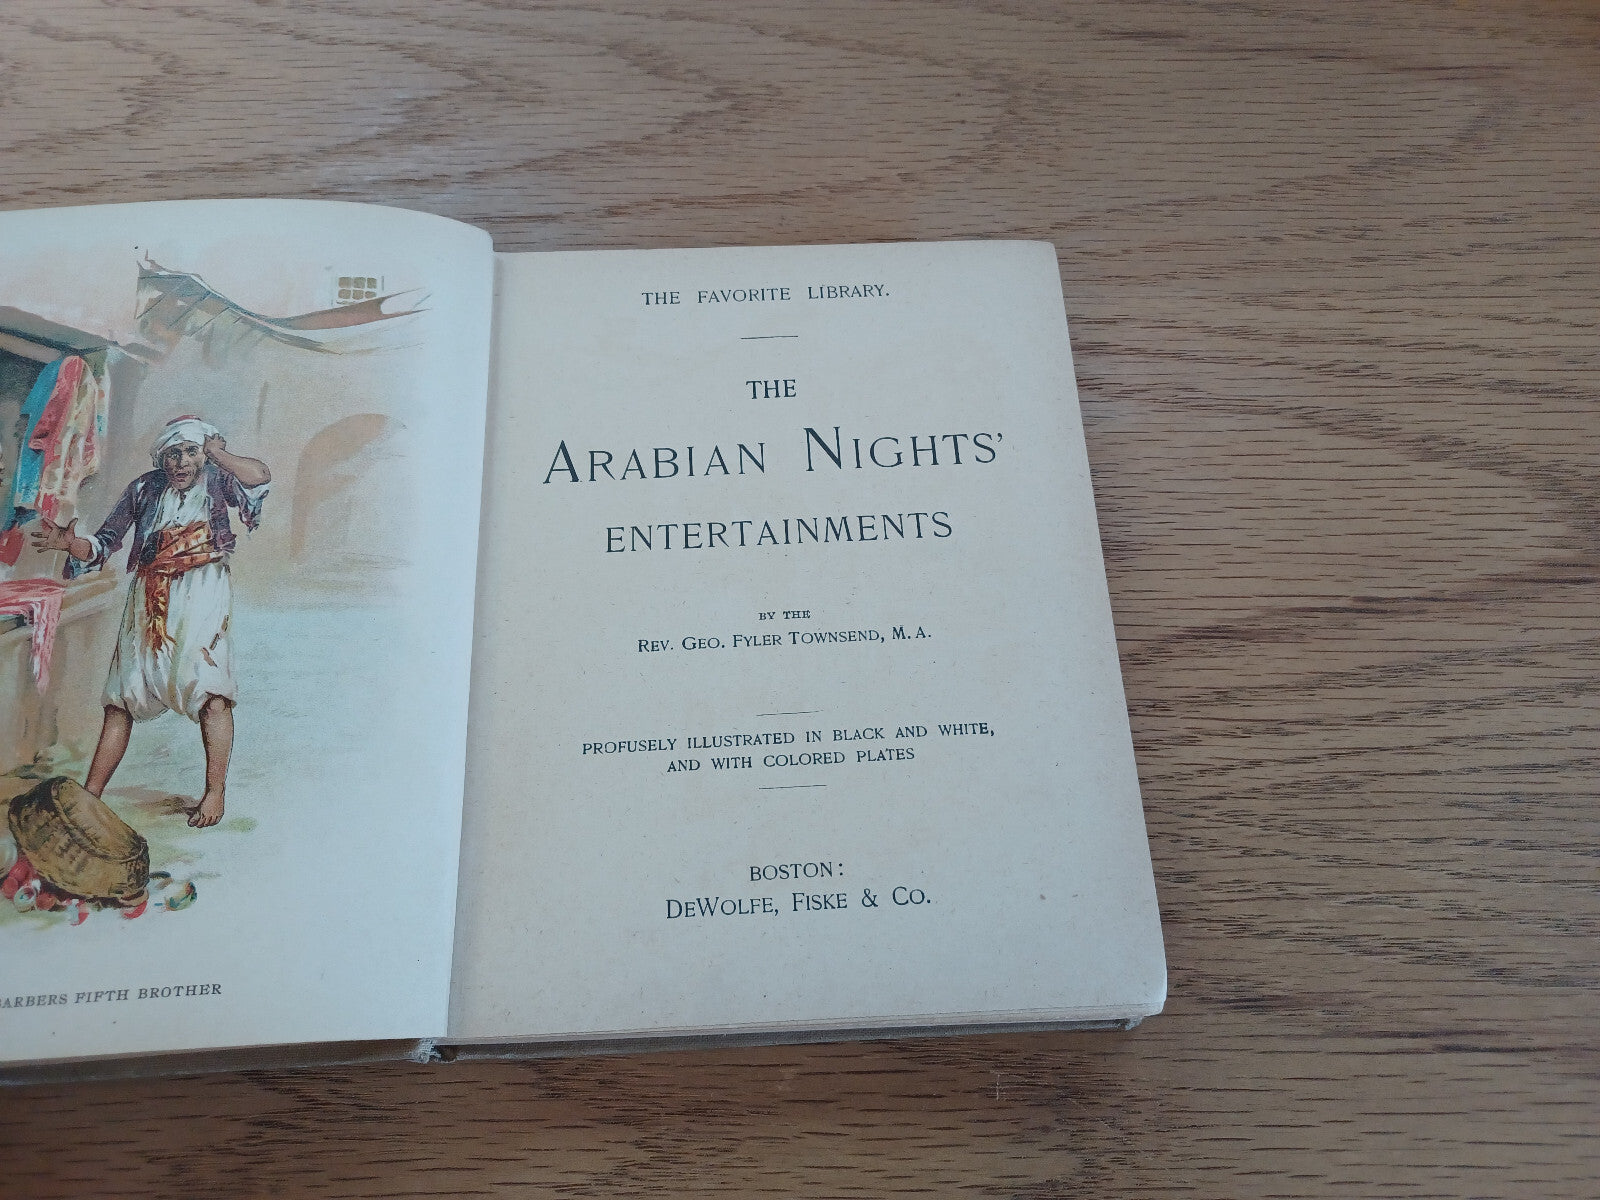 BARBERS FIFTH BROTHER
THE FAVORITE LIBRARY.
THE
ARABIAN NIGHTS'
ENTERTAINMENTS
BY THE
REV. GEO. FYLER TOWNSEND, M.A.
PROFUSELY ILLUSTRATED IN BLACK AND WHITE,
AND WITH COLORED PLATES
BOSTON:
DEWOLFE, FISKE & CO.